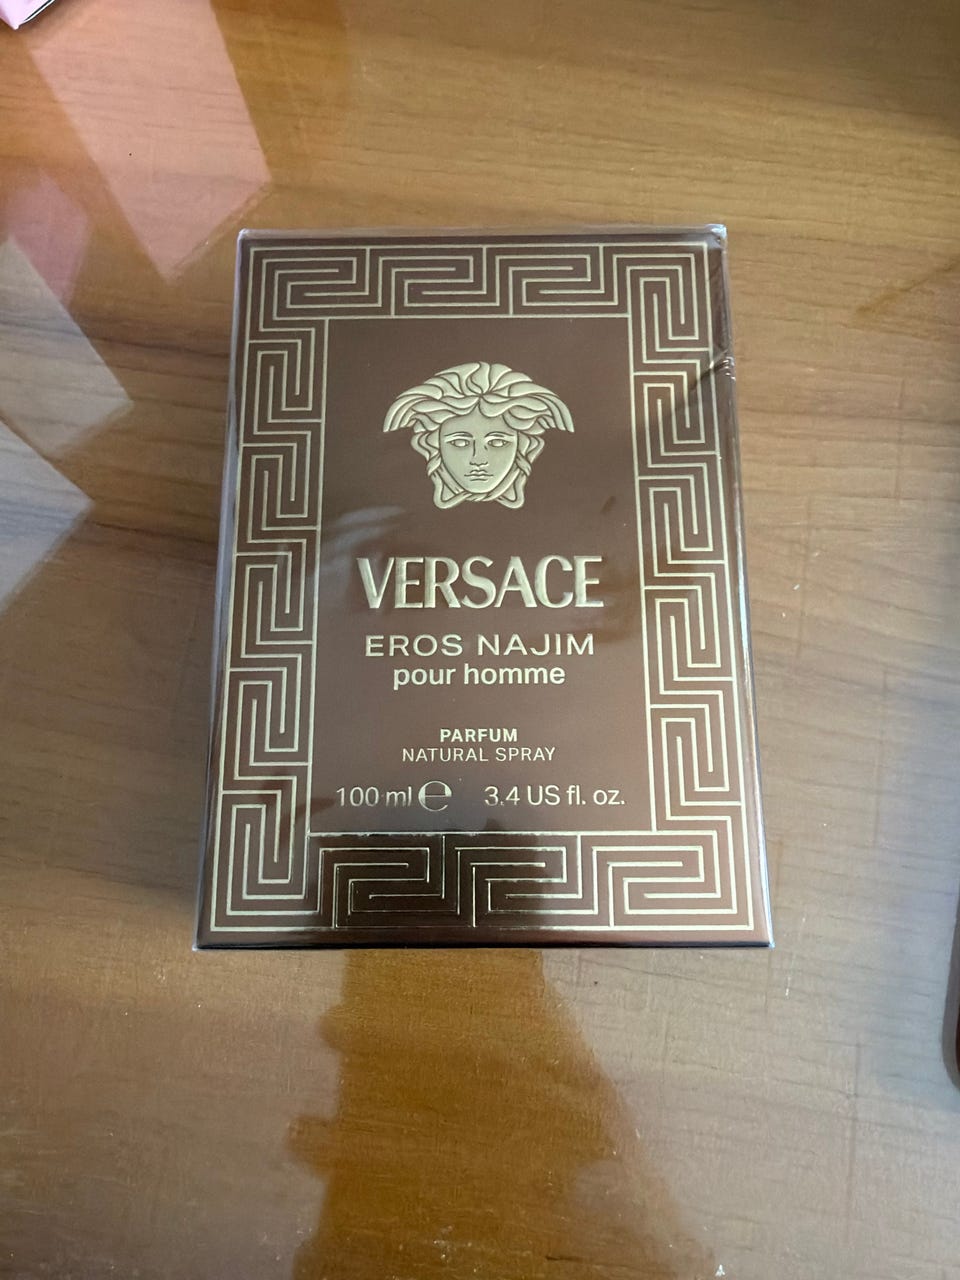 VERSACE
EROS NAJIM
pour homme
PARFUM
NATURAL SPRAY
100 ml ℮ 3.4 US fl. oz.